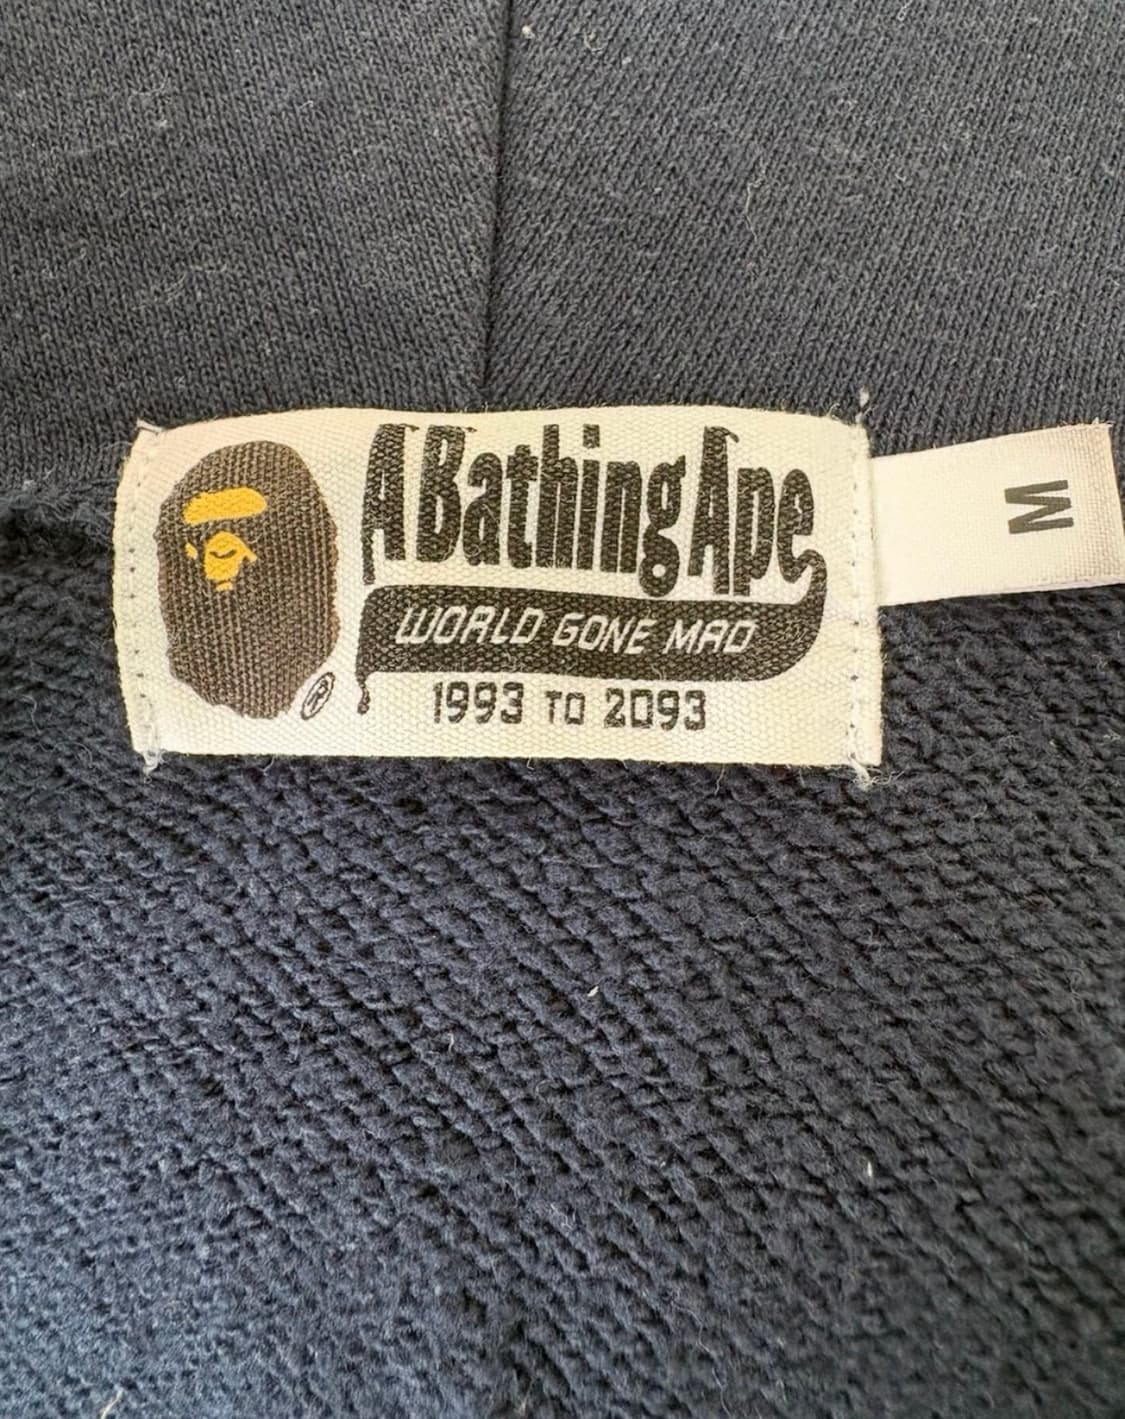 A Bathing Ape
WORLD GONE MAD
1993 TO 2093
®
M